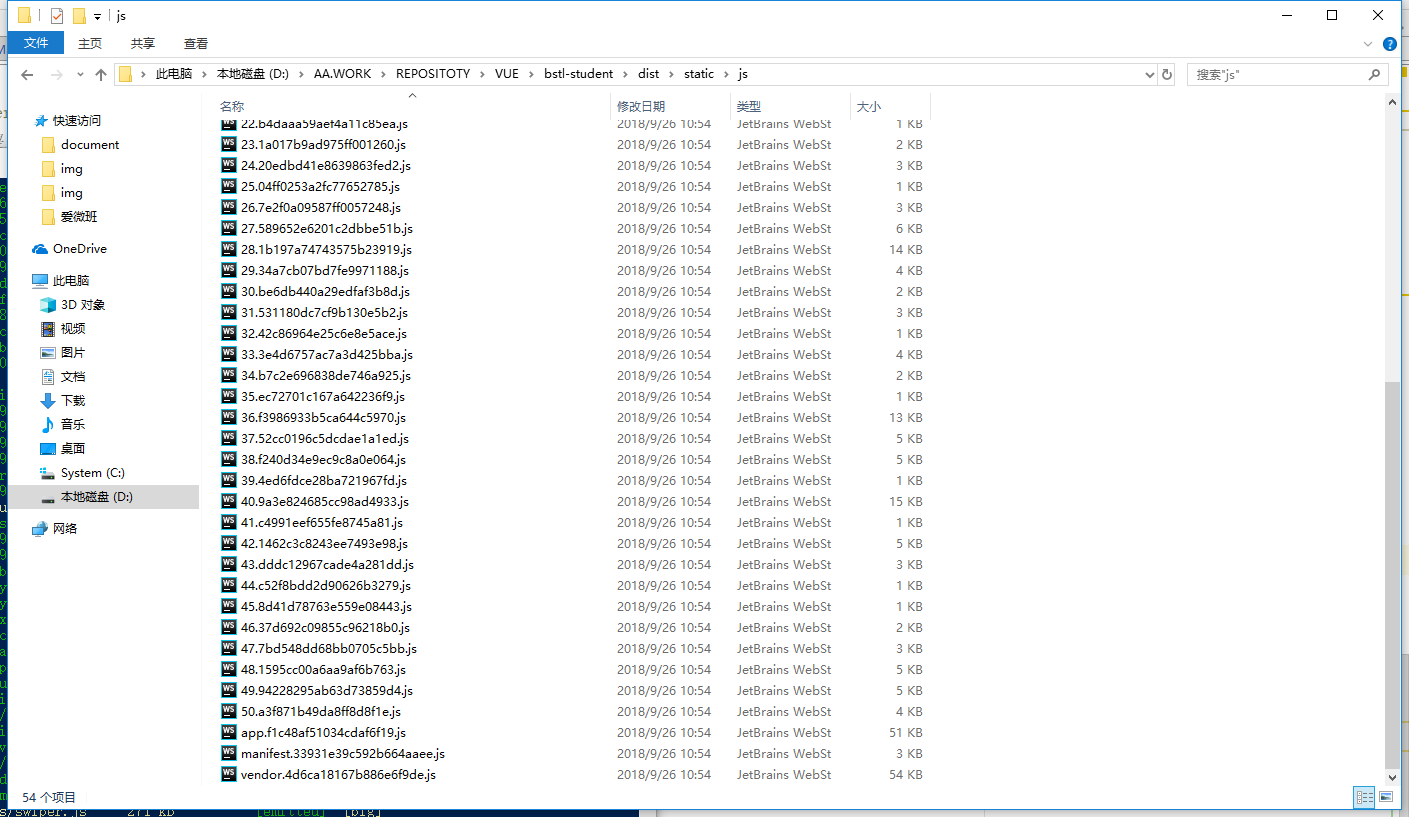 js
文件 主页 共享 查看
此电脑 > 本地磁盘 (D:) > AA.WORK > REPOSITOTY > VUE > bstl-student > dist > static > js
搜索"js"
名称 修改日期 类型 大小
快速访问
document
img
img
爱微班
OneDrive
此电脑
3D 对象
视频
图片
文档
下载
音乐
桌面
System (C:)
本地磁盘 (D:)
网络
22.b4daaa59aef4a11c85ea.js 2018/9/26 10:54 JetBrains WebSt 1 KB
23.1a017b9ad975ff001260.js 2018/9/26 10:54 JetBrains WebSt 2 KB
24.20edbd41e8639863fed2.js 2018/9/26 10:54 JetBrains WebSt 3 KB
25.04ff0253a2fc77652785.js 2018/9/26 10:54 JetBrains WebSt 1 KB
26.7e2f0a09587ff0057248.js 2018/9/26 10:54 JetBrains WebSt 3 KB
27.589652e6201c2dbbe51b.js 2018/9/26 10:54 JetBrains WebSt 6 KB
28.1b197a74743575b23919.js 2018/9/26 10:54 JetBrains WebSt 14 KB
29.34a7cb07bd7fe9971188.js 2018/9/26 10:54 JetBrains WebSt 4 KB
30.be6db440a29edfaf3b8d.js 2018/9/26 10:54 JetBrains WebSt 2 KB
31.531180dc7cf9b130e5b2.js 2018/9/26 10:54 JetBrains WebSt 3 KB
32.42c86964e25c6e8e5ace.js 2018/9/26 10:54 JetBrains WebSt 1 KB
33.3e4d6757ac7a3d425bba.js 2018/9/26 10:54 JetBrains WebSt 4 KB
34.b7c2e696838de746a925.js 2018/9/26 10:54 JetBrains WebSt 2 KB
35.ec72701c167a642236f9.js 2018/9/26 10:54 JetBrains WebSt 1 KB
36.f3986933b5ca644c5970.js 2018/9/26 10:54 JetBrains WebSt 13 KB
37.52cc0196c5dcdae1a1ed.js 2018/9/26 10:54 JetBrains WebSt 5 KB
38.f240d34e9ec9c8a0e064.js 2018/9/26 10:54 JetBrains WebSt 5 KB
39.4ed6fdce28ba721967fd.js 2018/9/26 10:54 JetBrains WebSt 1 KB
40.9a3e824685cc98ad4933.js 2018/9/26 10:54 JetBrains WebSt 15 KB
41.c4991eef655fe8745a81.js 2018/9/26 10:54 JetBrains WebSt 1 KB
42.1462c3c8243ee7493e98.js 2018/9/26 10:54 JetBrains WebSt 5 KB
43.dddc12967cade4a281dd.js 2018/9/26 10:54 JetBrains WebSt 3 KB
44.c52f8bdd2d90626b3279.js 2018/9/26 10:54 JetBrains WebSt 1 KB
45.8d41d78763e559e08443.js 2018/9/26 10:54 JetBrains WebSt 1 KB
46.37d692c09855c96218b0.js 2018/9/26 10:54 JetBrains WebSt 2 KB
47.7bd548dd68bb0705c5bb.js 2018/9/26 10:54 JetBrains WebSt 3 KB
48.1595cc00a6aa9af6b763.js 2018/9/26 10:54 JetBrains WebSt 5 KB
49.94228295ab63d73859d4.js 2018/9/26 10:54 JetBrains WebSt 5 KB
50.a3f871b49da8ff8d8f1e.js 2018/9/26 10:54 JetBrains WebSt 4 KB
app.f1c48af51034cdaf6f19.js 2018/9/26 10:54 JetBrains WebSt 51 KB
manifest.33931e39c592b664aaee.js 2018/9/26 10:54 JetBrains WebSt 3 KB
vendor.4d6ca18167b886e6f9de.js 2018/9/26 10:54 JetBrains WebSt 54 KB
54 个项目
s/swiper.js 271 KB [emitted] [big]